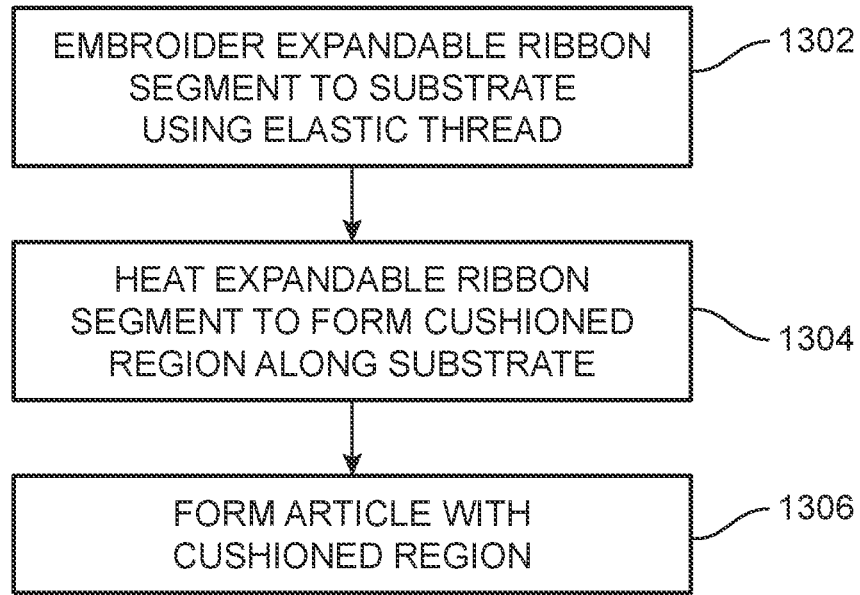 EMBROIDER EXPANDABLE RIBBON
SEGMENT TO SUBSTRATE
USING ELASTIC THREAD
1302
HEAT EXPANDABLE RIBBON
SEGMENT TO FORM CUSHIONED
REGION ALONG SUBSTRATE
1304
FORM ARTICLE WITH
CUSHIONED REGION
1306